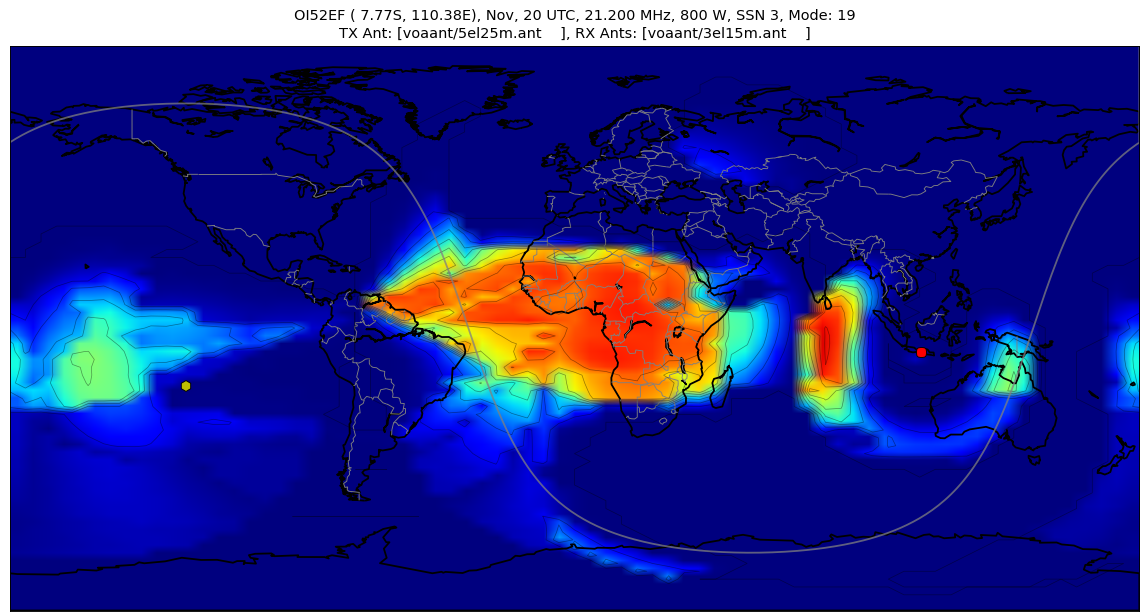 OI52EF ( 7.77S, 110.38E), Nov, 20 UTC, 21.200 MHz, 800 W, SSN 3, Mode: 19
TX Ant: [voaant/5el25m.ant    ], RX Ants: [voaant/3el15m.ant    ]